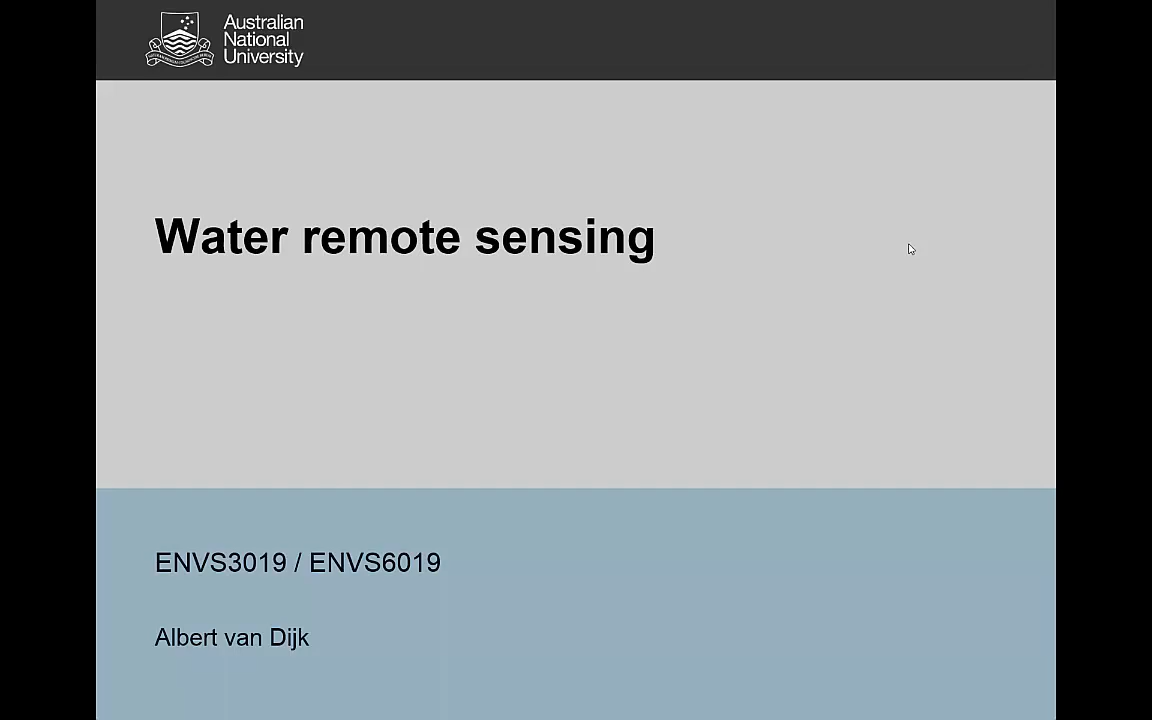 Australian
National
University
Water remote sensing
ENVS3019 / ENVS6019
Albert van Dijk